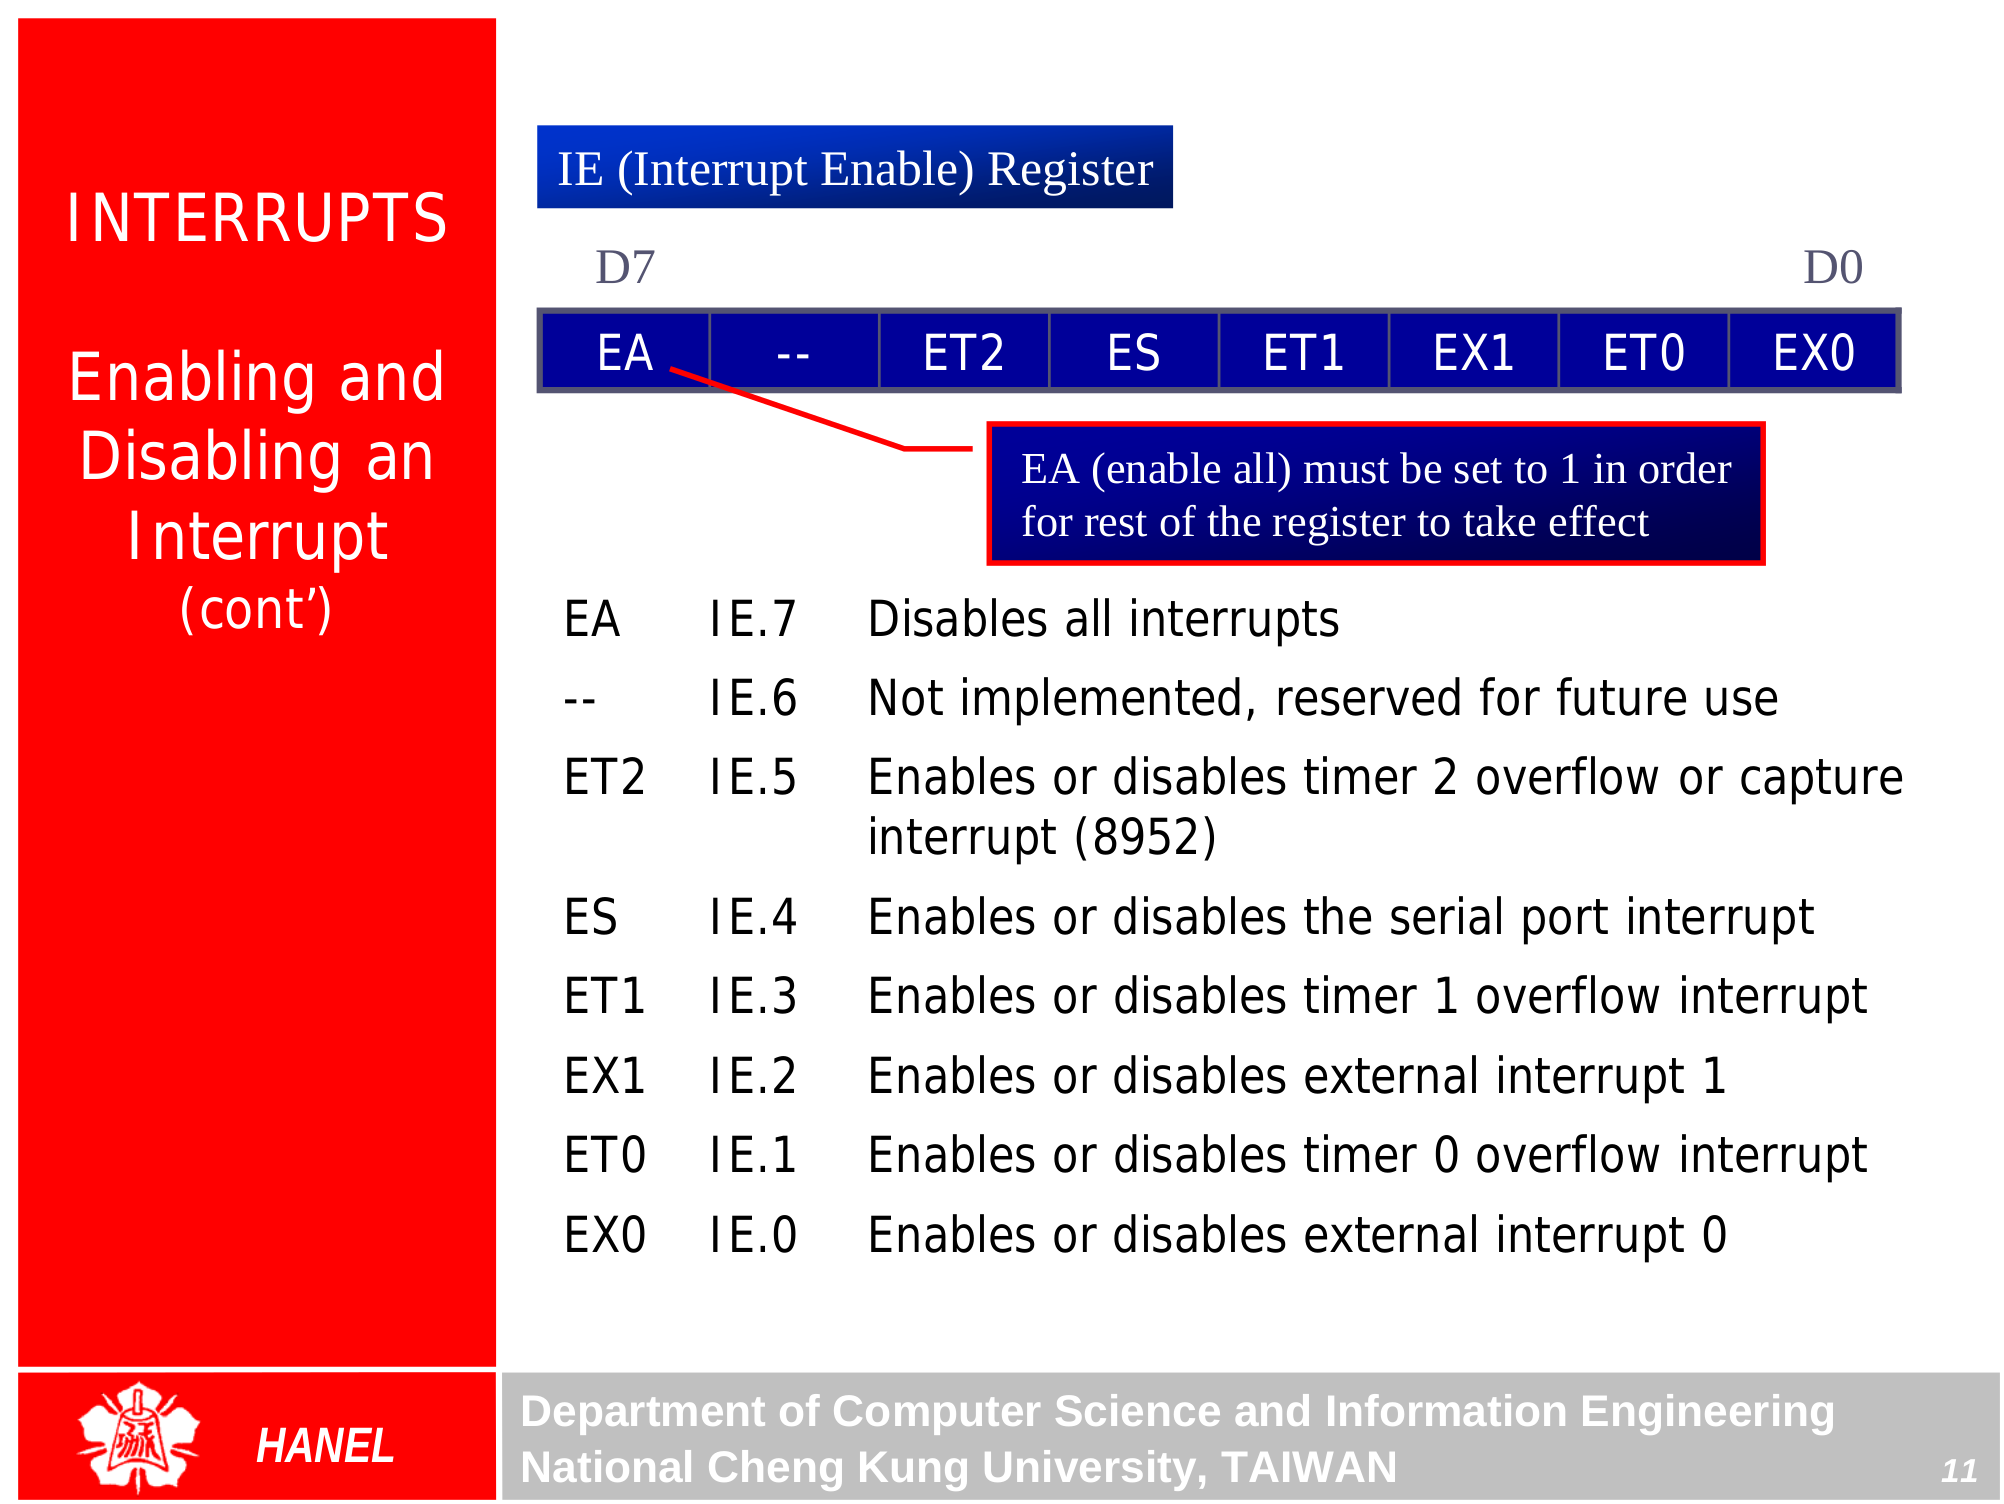 INTERRUPTS
Enabling and
Disabling an
Interrupt
(cont’)
IE (Interrupt Enable) Register
D7 D0
EA -- ET2 ES ET1 EX1 ET0 EX0
EA (enable all) must be set to 1 in order
for rest of the register to take effect
EA IE.7 Disables all interrupts
-- IE.6 Not implemented, reserved for future use
ET2 IE.5 Enables or disables timer 2 overflow or capture
interrupt (8952)
ES IE.4 Enables or disables the serial port interrupt
ET1 IE.3 Enables or disables timer 1 overflow interrupt
EX1 IE.2 Enables or disables external interrupt 1
ET0 IE.1 Enables or disables timer 0 overflow interrupt
EX0 IE.0 Enables or disables external interrupt 0
HANEL
Department of Computer Science and Information Engineering
National Cheng Kung University, TAIWAN
11